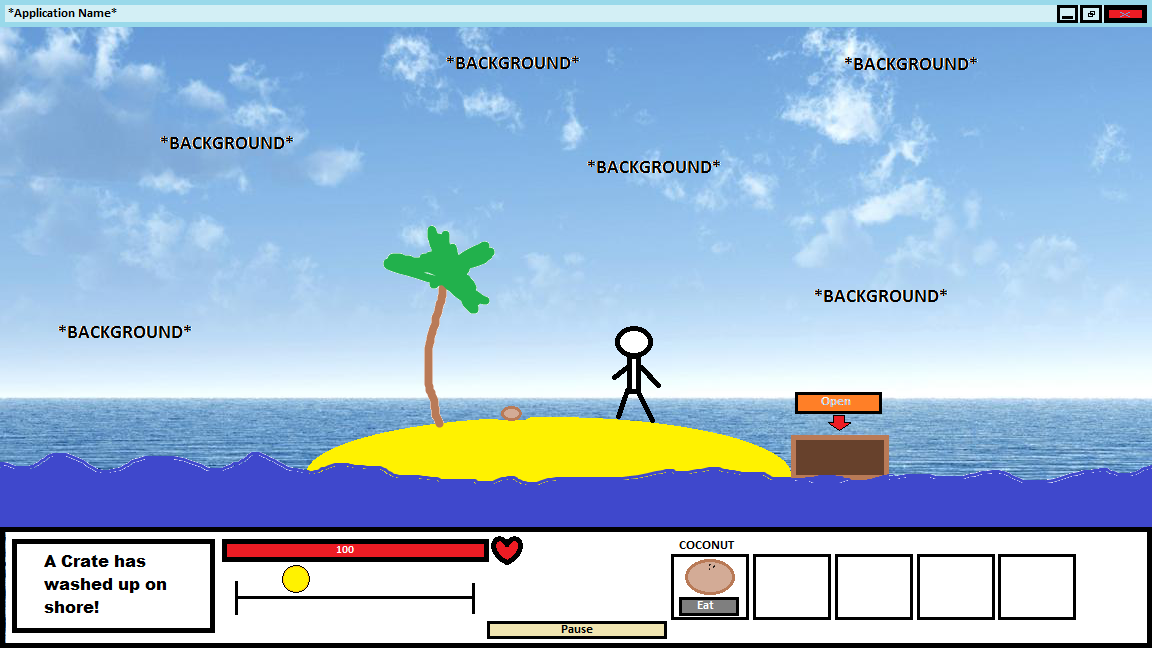 *Application Name*
*BACKGROUND*
*BACKGROUND*
*BACKGROUND*
*BACKGROUND*
*BACKGROUND*
*BACKGROUND*
Open
A Crate has
washed up on
shore!
100
COCONUT
Eat
Pause